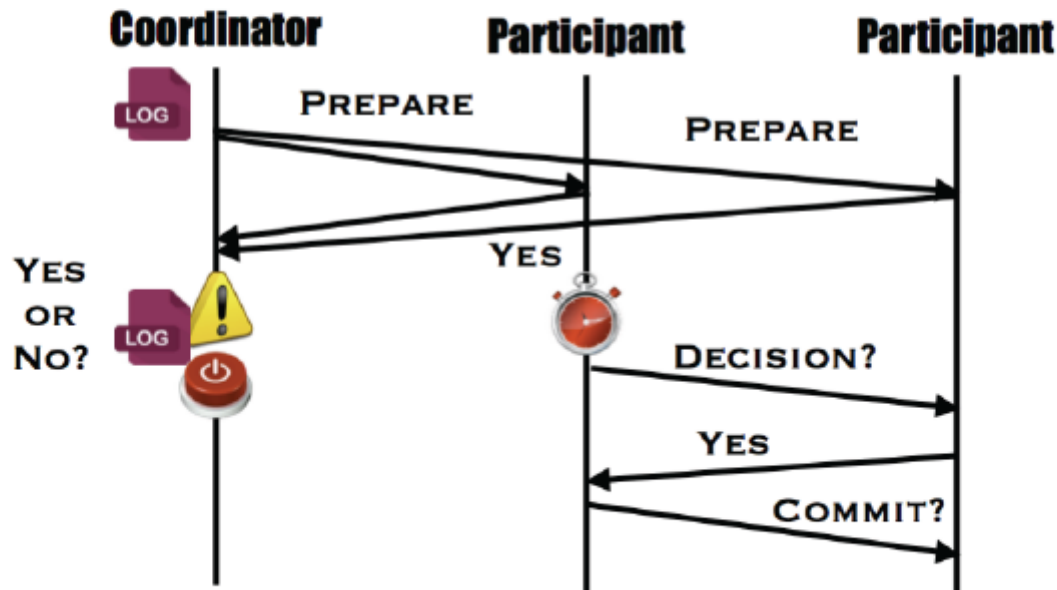 Coordinator
Participant
Participant
LOG
PREPARE
PREPARE
YES
YES
OR
NO?
LOG
DECISION?
YES
COMMIT?